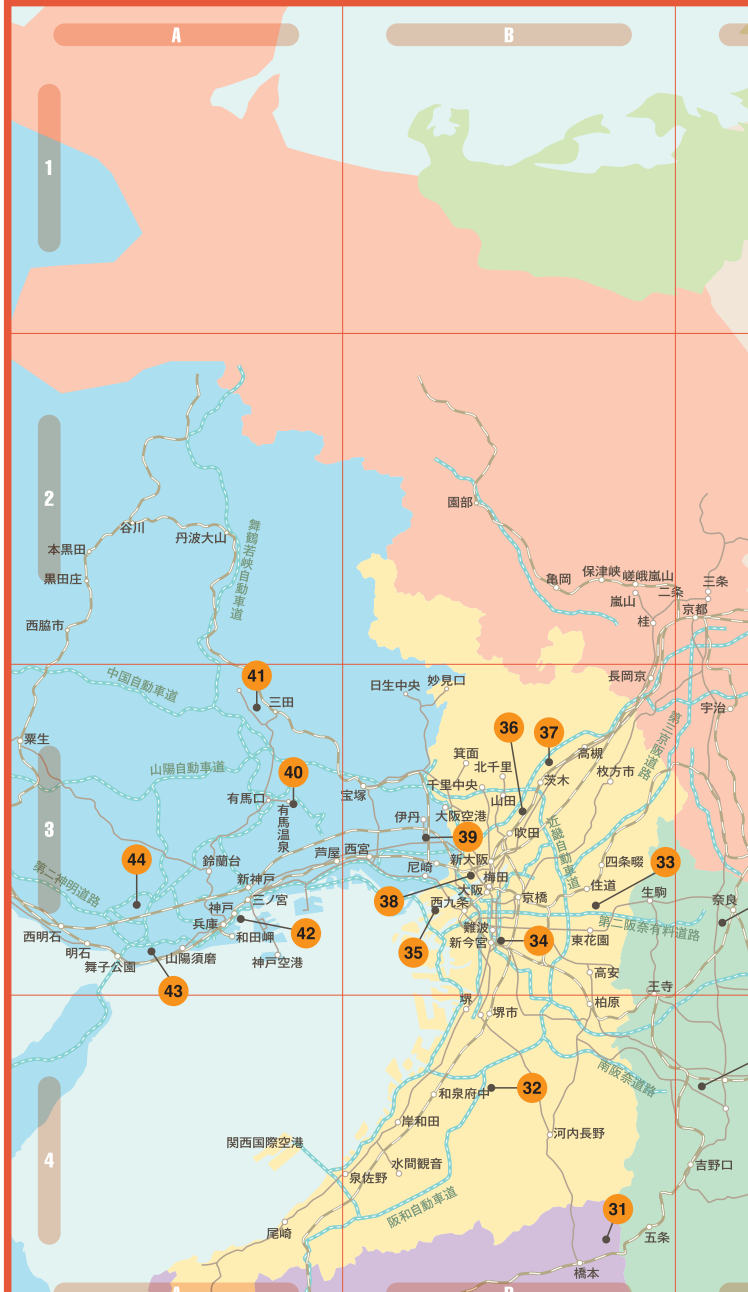 A
B
1
2
園部
谷川
本黒田
丹波大山
舞鶴若狭自動車道
黒田庄
亀岡
保津峡
嵯峨嵐山
嵐山
二条
三条
京都
桂
西脇市
中国自動車道
41
三田
日生中央
妙見口
長岡京
宇治
第二京阪道路
粟生
36
37
箕面
北千里
高槻
茨木
枚方市
山陽自動車道
40
有馬口
有馬温泉
宝塚
千里中央
山田
大阪空港
伊丹
39
吹田
近畿自動車道
3
44
鈴蘭台
芦屋
西宮
尼崎
新大阪
四条畷
33
第二神明道路
新神戸
三ノ宮
38
大阪
梅田
西九条
京橋
住道
生駒
奈良
神戸
兵庫
和田岬
42
35
難波
新今宮
34
東花園
第二阪奈有料道路
西明石
明石
舞子公園
山陽須磨
神戸空港
43
高安
王寺
堺
堺市
柏原
南阪奈道路
和泉府中
32
4
岸和田
関西国際空港
河内長野
水間観音
泉佐野
阪和自動車道
吉野口
尾崎
31
五条
橋本